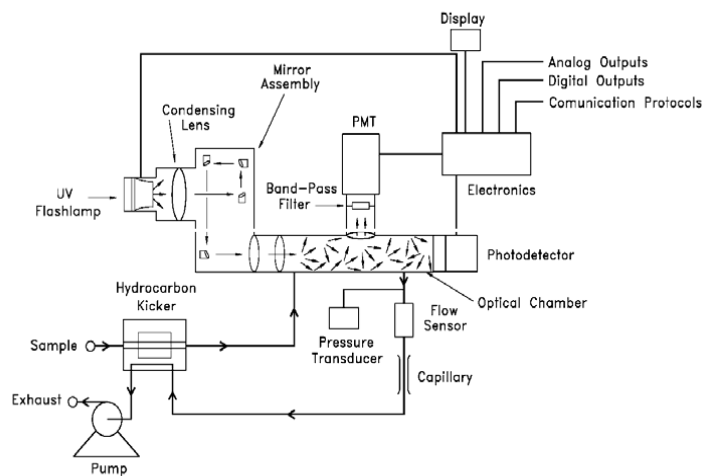 Display
Analog Outputs
Digital Outputs
Comunication Protocols
Mirror
Assembly
Condensing
Lens
PMT
UV
Flashlamp
Band-Pass
Filter
Electronics
Photodetector
Hydrocarbon
Kicker
Optical Chamber
Flow
Sensor
Sample
Pressure
Transducer
Capillary
Exhaust
Pump